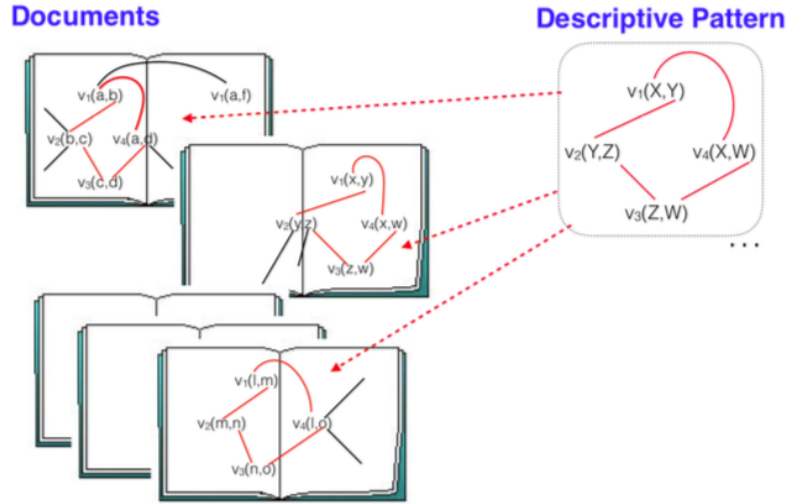 Documents
Descriptive Pattern
v₁(a,b)
v₁(a,f)
v₂(b,c)
v₄(a,d)
v₃(c,d)
v₁(x,y)
v₂(y,z)
v₄(x,w)
v₃(z,w)
v₁(l,m)
v₂(m,n)
v₄(l,o)
v₃(n,o)
v₁(X,Y)
v₂(Y,Z)
v₄(X,W)
v₃(Z,W)
...